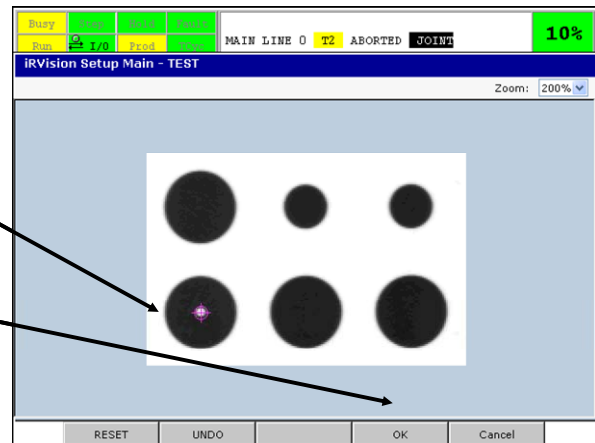 Busy Step Hold Fault
Run I/O Prod TCyc
MAIN LINE 0 T2 ABORTED JOINT
10%
iRVision Setup Main - TEST
Zoom: 200%
RESET UNDO OK Cancel